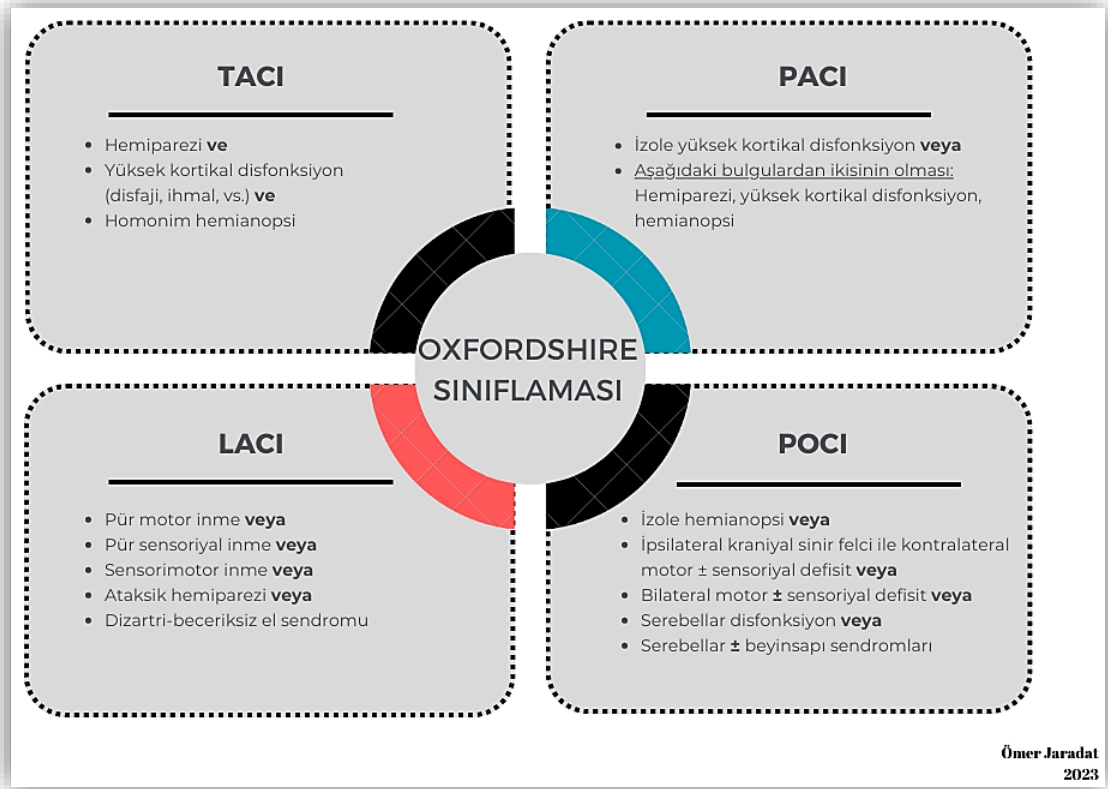 TACI
• Hemiparezi ve
• Yüksek kortikal disfonksiyon
(disfaji, ihmal, vs.) ve
• Homonim hemianopsi
PACI
• İzole yüksek kortikal disfonksiyon veya
• Aşağıdaki bulgulardan ikisinin olması:
Hemiparezi, yüksek kortikal disfonksiyon,
hemianopsi
OXFORDSHIRE
SINIFLAMASI
LACI
• Pür motor inme veya
• Pür sensoriyal inme veya
• Sensorimotor inme veya
• Ataksik hemiparezi veya
• Dizartri-beceriksiz el sendromu
POCI
• İzole hemianopsi veya
• İpsilateral kraniyal sinir felci ile kontralateral
motor ± sensoriyal defisit veya
• Bilateral motor ± sensoriyal defisit veya
• Serebellar disfonksiyon veya
• Serebellar ± beyinsapı sendromları
Ömer Jaradat
2023